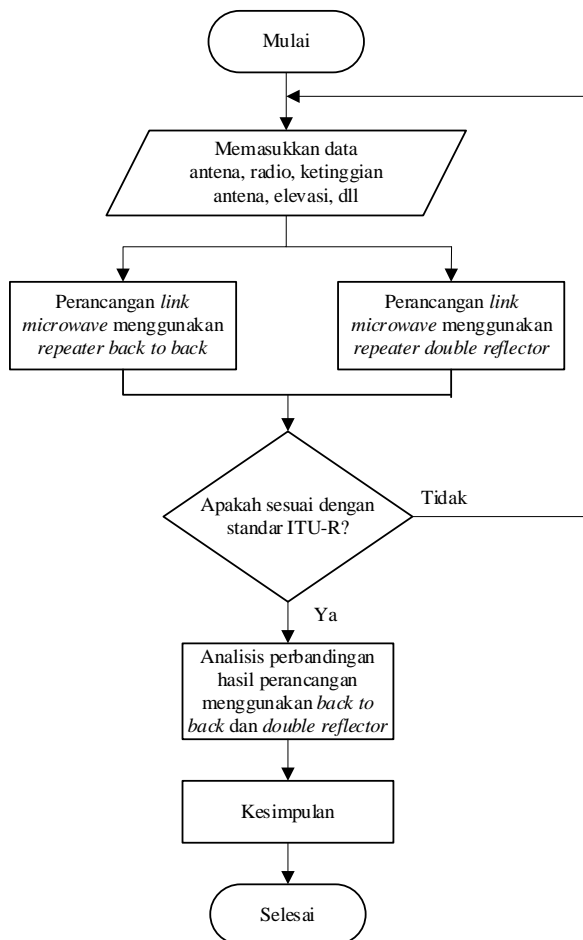 Mulai
Memasukkan data
antena, radio, ketinggian
antena, elevasi, dll
Perancangan link
microwave menggunakan
repeater back to back
Perancangan link
microwave menggunakan
repeater double reflector
Apakah sesuai dengan
standar ITU-R?
Tidak
Ya
Analisis perbandingan
hasil perancangan
menggunakan back to
back dan double reflector
Kesimpulan
Selesai